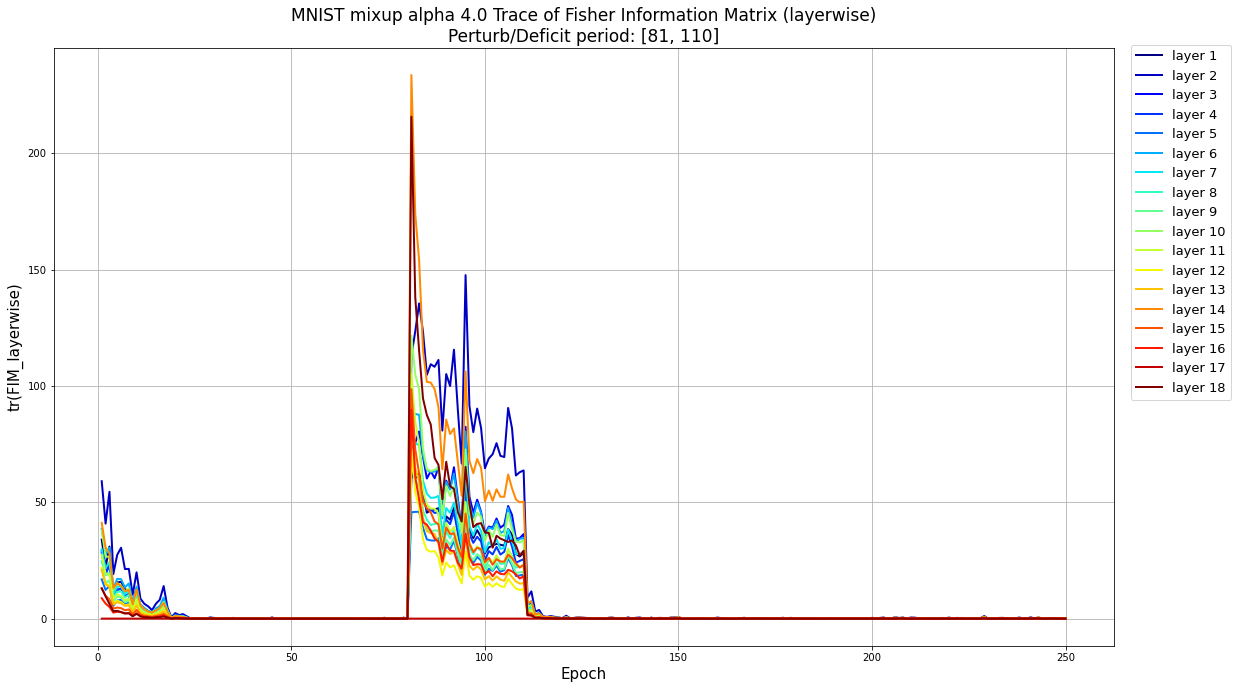 MNIST mixup alpha 4.0 Trace of Fisher Information Matrix (layerwise)
Perturb/Deficit period: [81, 110]
tr(FIM_layerwise)
200
150
100
50
0
0
50
100
150
200
250
Epoch
layer 1
layer 2
layer 3
layer 4
layer 5
layer 6
layer 7
layer 8
layer 9
layer 10
layer 11
layer 12
layer 13
layer 14
layer 15
layer 16
layer 17
layer 18